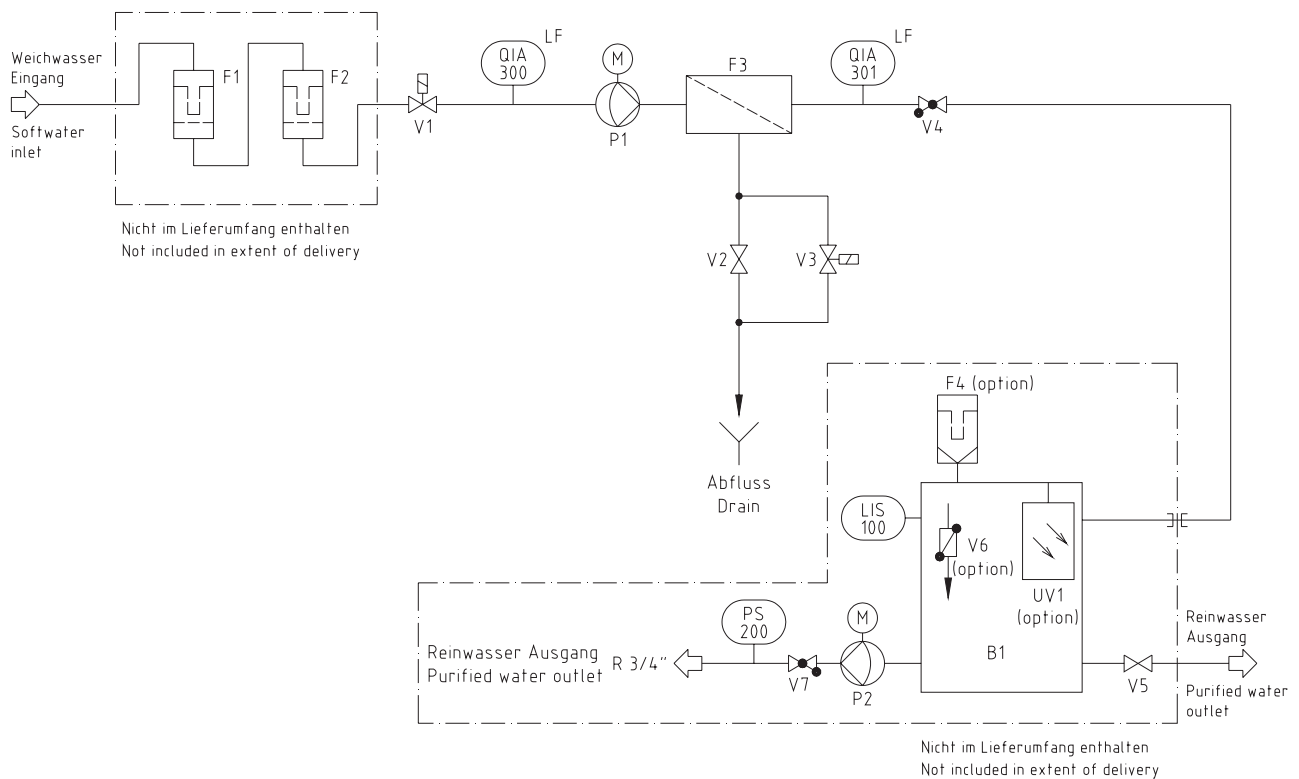 Weichwasser
Eingang
Softwater
inlet
F1
F2
V1
QIA
300
LF
M
P1
F3
QIA
301
LF
V4
Nicht im Lieferumfang enthalten
Not included in extent of delivery
V2
V3
Abfluss
Drain
F4 (option)
LIS
100
V6
(option)
UV1
(option)
B1
PS
200
M
Reinwasser Ausgang
Purified water outlet
R 3/4"
V7
P2
V5
Reinwasser
Ausgang
Purified water
outlet
Nicht im Lieferumfang enthalten
Not included in extent of delivery